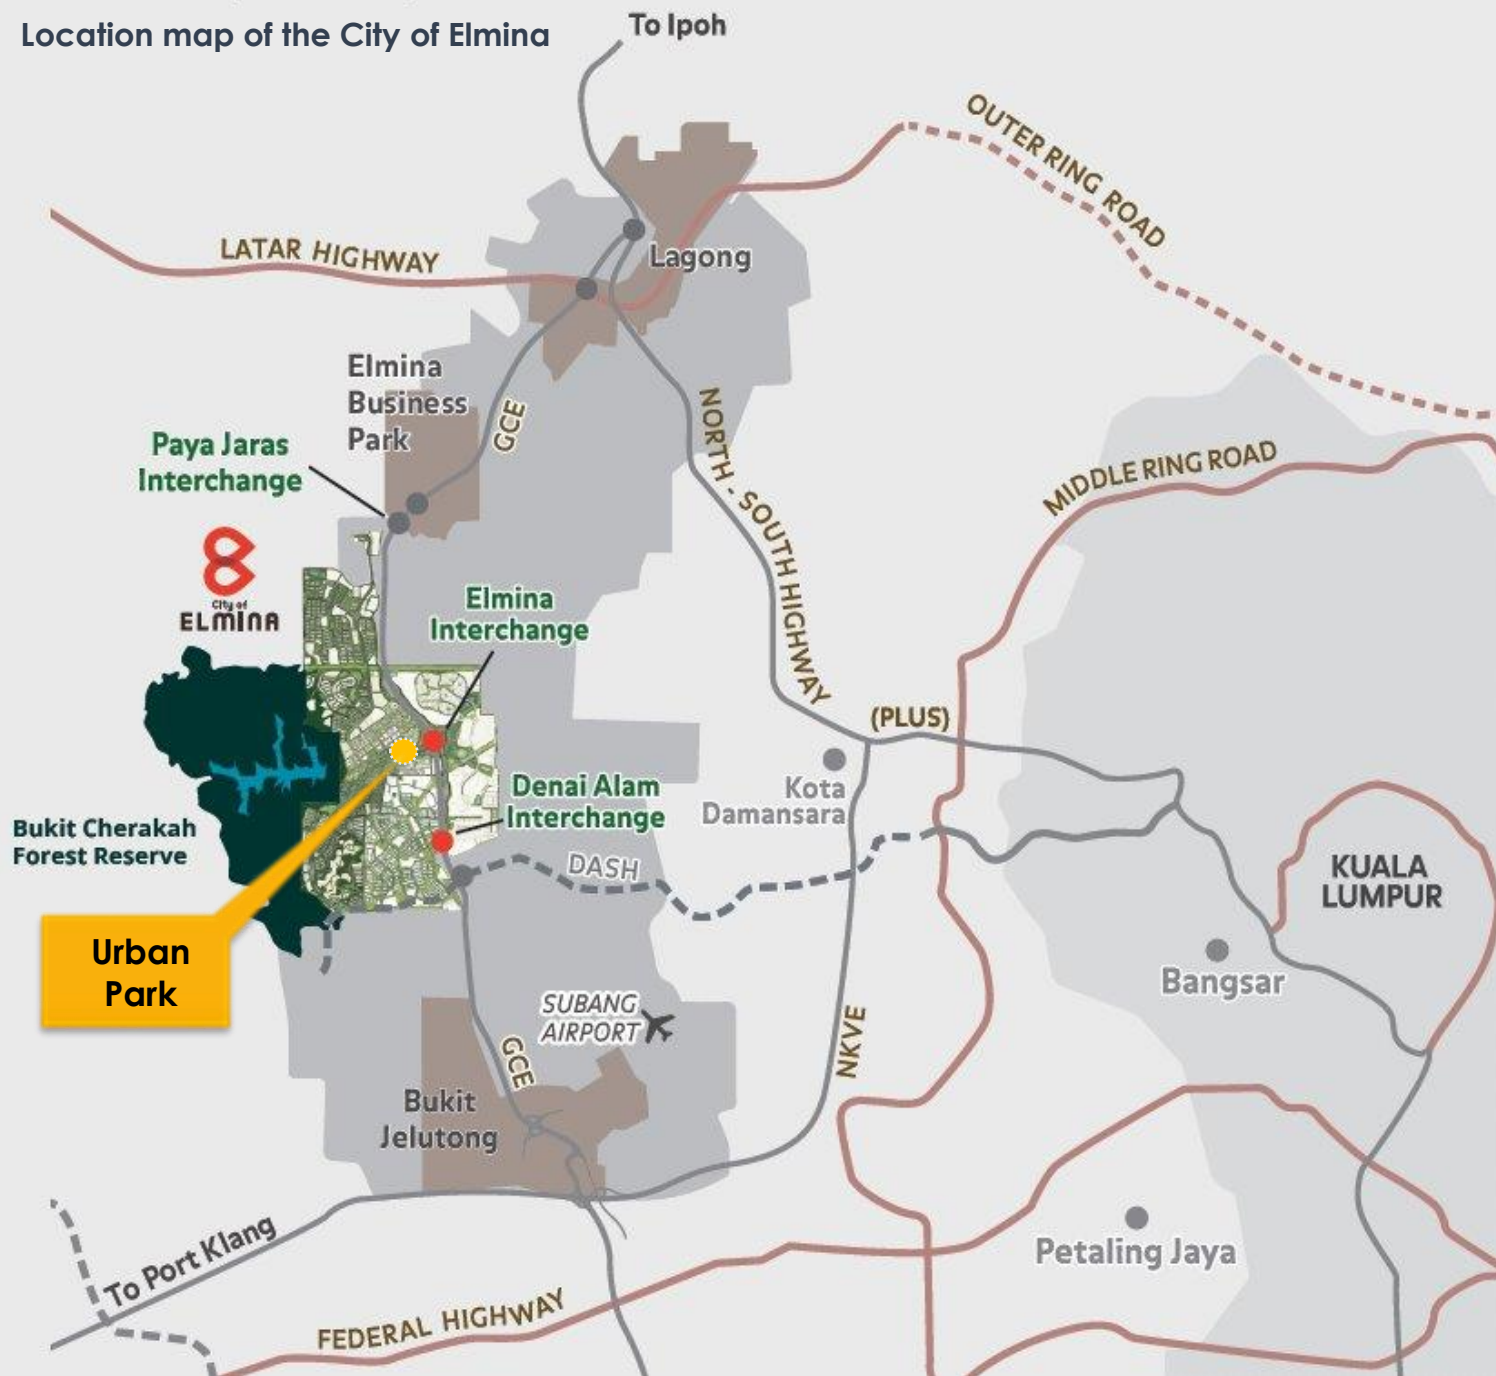 Location map of the City of Elmina
To Ipoh
OUTER RING ROAD
LATAR HIGHWAY
Lagong
Elmina
Business
Park
GCE
NORTH - SOUTH HIGHWAY
Paya Jaras
Interchange
MIDDLE RING ROAD
City of
ELMINA
Elmina
Interchange
(PLUS)
Kota
Damansara
Denai Alam
Interchange
Bukit Cherakah
Forest Reserve
DASH
KUALA
LUMPUR
Urban
Park
Bangsar
SUBANG
AIRPORT
GCE
NKVE
Bukit
Jelutong
To Port Klang
Petaling Jaya
FEDERAL HIGHWAY